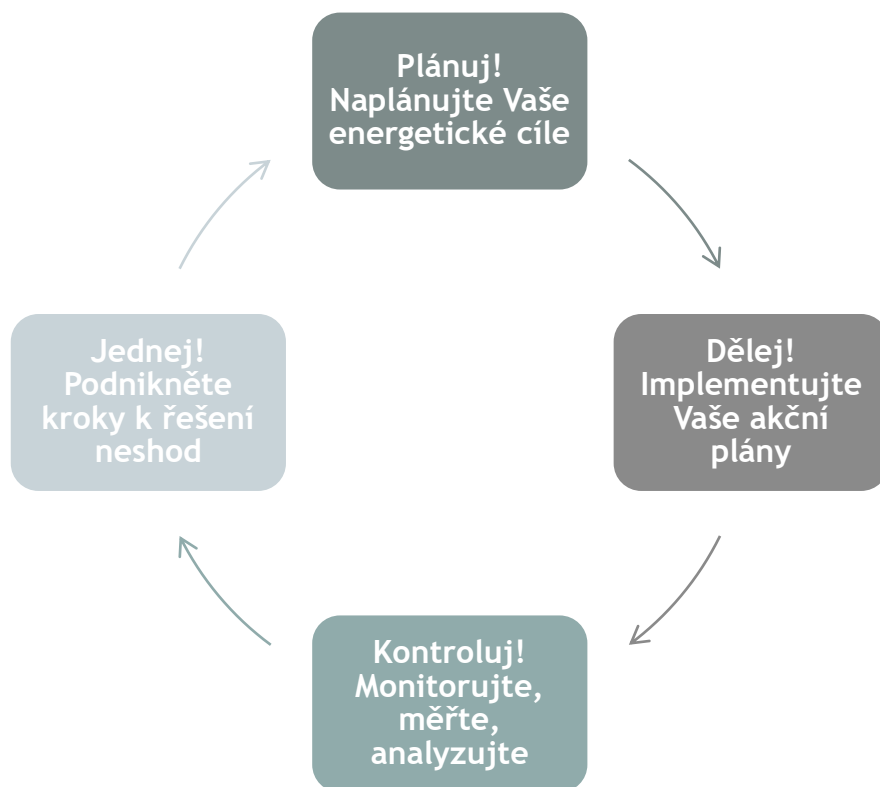 Plánuj!
Naplánujte Vaše
energetické cíle
Dělej!
Implementujte
Vaše akční
plány
Kontroluj!
Monitorujte,
měřte,
analyzujte
Jednej!
Podnikněte
kroky k řešení
neshod